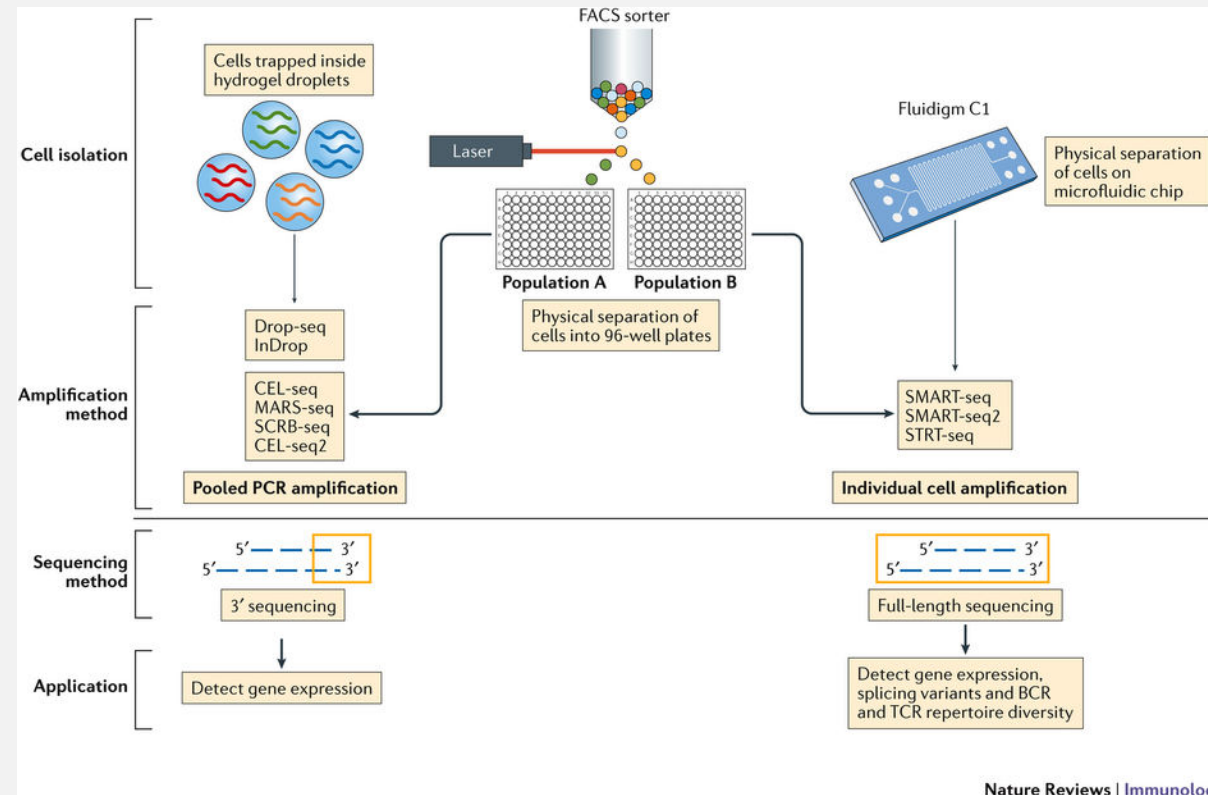 FACS sorter
Cells trapped inside
hydrogel droplets
Fluidigm C1
Cell isolation
Laser
Physical separation
of cells on
microfluidic chip
Population A
Population B
Physical separation of
cells into 96-well plates
Drop-seq
InDrop
Amplification
method
CEL-seq
MARS-seq
SCRB-seq
CEL-seq2
SMART-seq
SMART-seq2
STRT-seq
Pooled PCR amplification
Individual cell amplification
Sequencing
method
5′ 3′
5′ 3′
3′ sequencing
5′ 3′
5′ 3′
Full-length sequencing
Application
Detect gene expression
Detect gene expression,
splicing variants and BCR
and TCR repertoire diversity
Nature Reviews | Immunolo